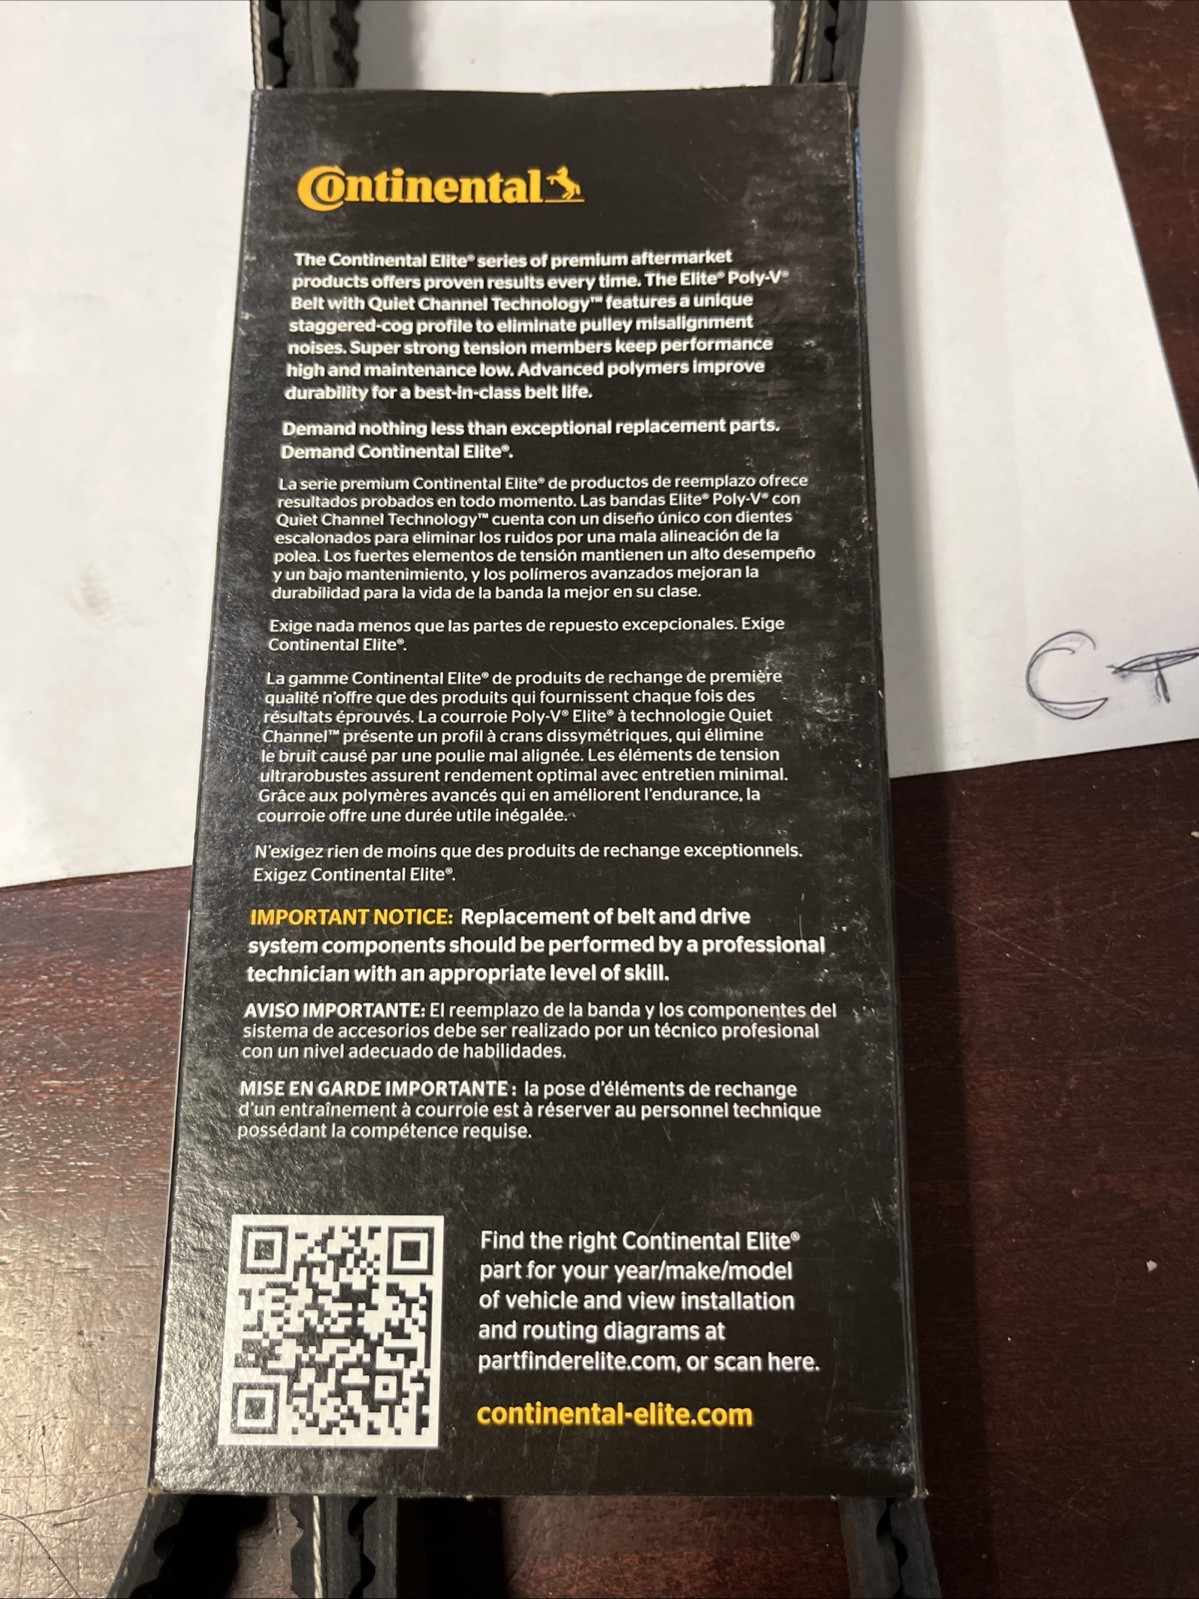 Continental
The Continental Elite® series of premium aftermarket
products offers proven results every time. The Elite® Poly-V®
Belt with Quiet Channel Technology™ features a unique
staggered-cog profile to eliminate pulley misalignment
noises. Super strong tension members keep performance
high and maintenance low. Advanced polymers improve
durability for a best-in-class belt life.
Demand nothing less than exceptional replacement parts.
Demand Continental Elite®.
La serie premium Continental Elite® de productos de reemplazo ofrece
resultados probados en todo momento. Las bandas Elite® Poly-V® con
Quiet Channel Technology™ cuenta con un diseño único con dientes
escalonados para eliminar los ruidos por una mala alineación de la
polea. Los fuertes elementos de tensión mantienen un alto desempeño
y un bajo mantenimiento, y los polímeros avanzados mejoran la
durabilidad para la vida de la banda la mejor en su clase.
Exige nada menos que las partes de repuesto excepcionales. Exige
Continental Elite®.
La gamme Continental Elite® de produits de rechange de première
qualité n'offre que des produits qui fournissent chaque fois des
résultats éprouvés. La courroie Poly-V® Elite® à technologie Quiet
Channel™ présente un profil à crans dissymétriques, qui élimine
le bruit causé par une poulie mal alignée. Les éléments de tension
ultrarobustes assurent rendement optimal avec entretien minimal.
Grâce aux polymères avancés qui en améliorent l'endurance, la
courroie offre une durée utile inégalée.
N'exigez rien de moins que des produits de rechange exceptionnels.
Exigez Continental Elite®.
IMPORTANT NOTICE: Replacement of belt and drive
system components should be performed by a professional
technician with an appropriate level of skill.
AVISO IMPORTANTE: El reemplazo de la banda y los componentes del
sistema de accesorios debe ser realizado por un técnico profesional
con un nivel adecuado de habilidades.
MISE EN GARDE IMPORTANTE : la pose d'éléments de rechange
d'un entraînement à courroie est à réserver au personnel technique
possédant la compétence requise.
Find the right Continental Elite®
part for your year/make/model
of vehicle and view installation
and routing diagrams at
partfinderelite.com, or scan here.
continental-elite.com
CT